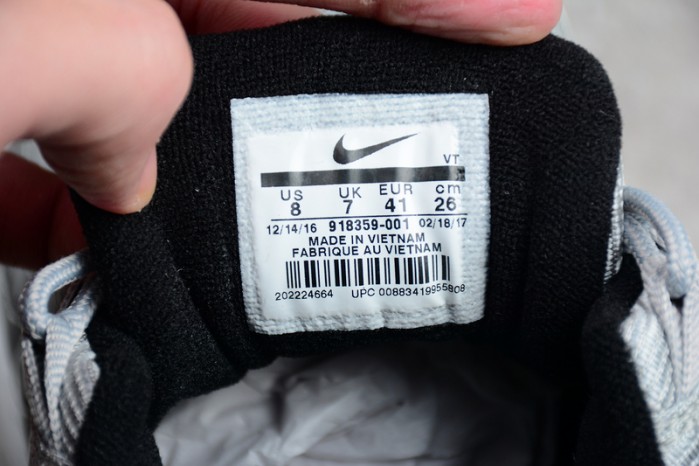 VT
US UK EUR cm
8 7 41 26
12/14/16 918359-001 02/18/17
MADE IN VIETNAM
FABRIQUE AU VIETNAM
202224664 UPC 00883419955808